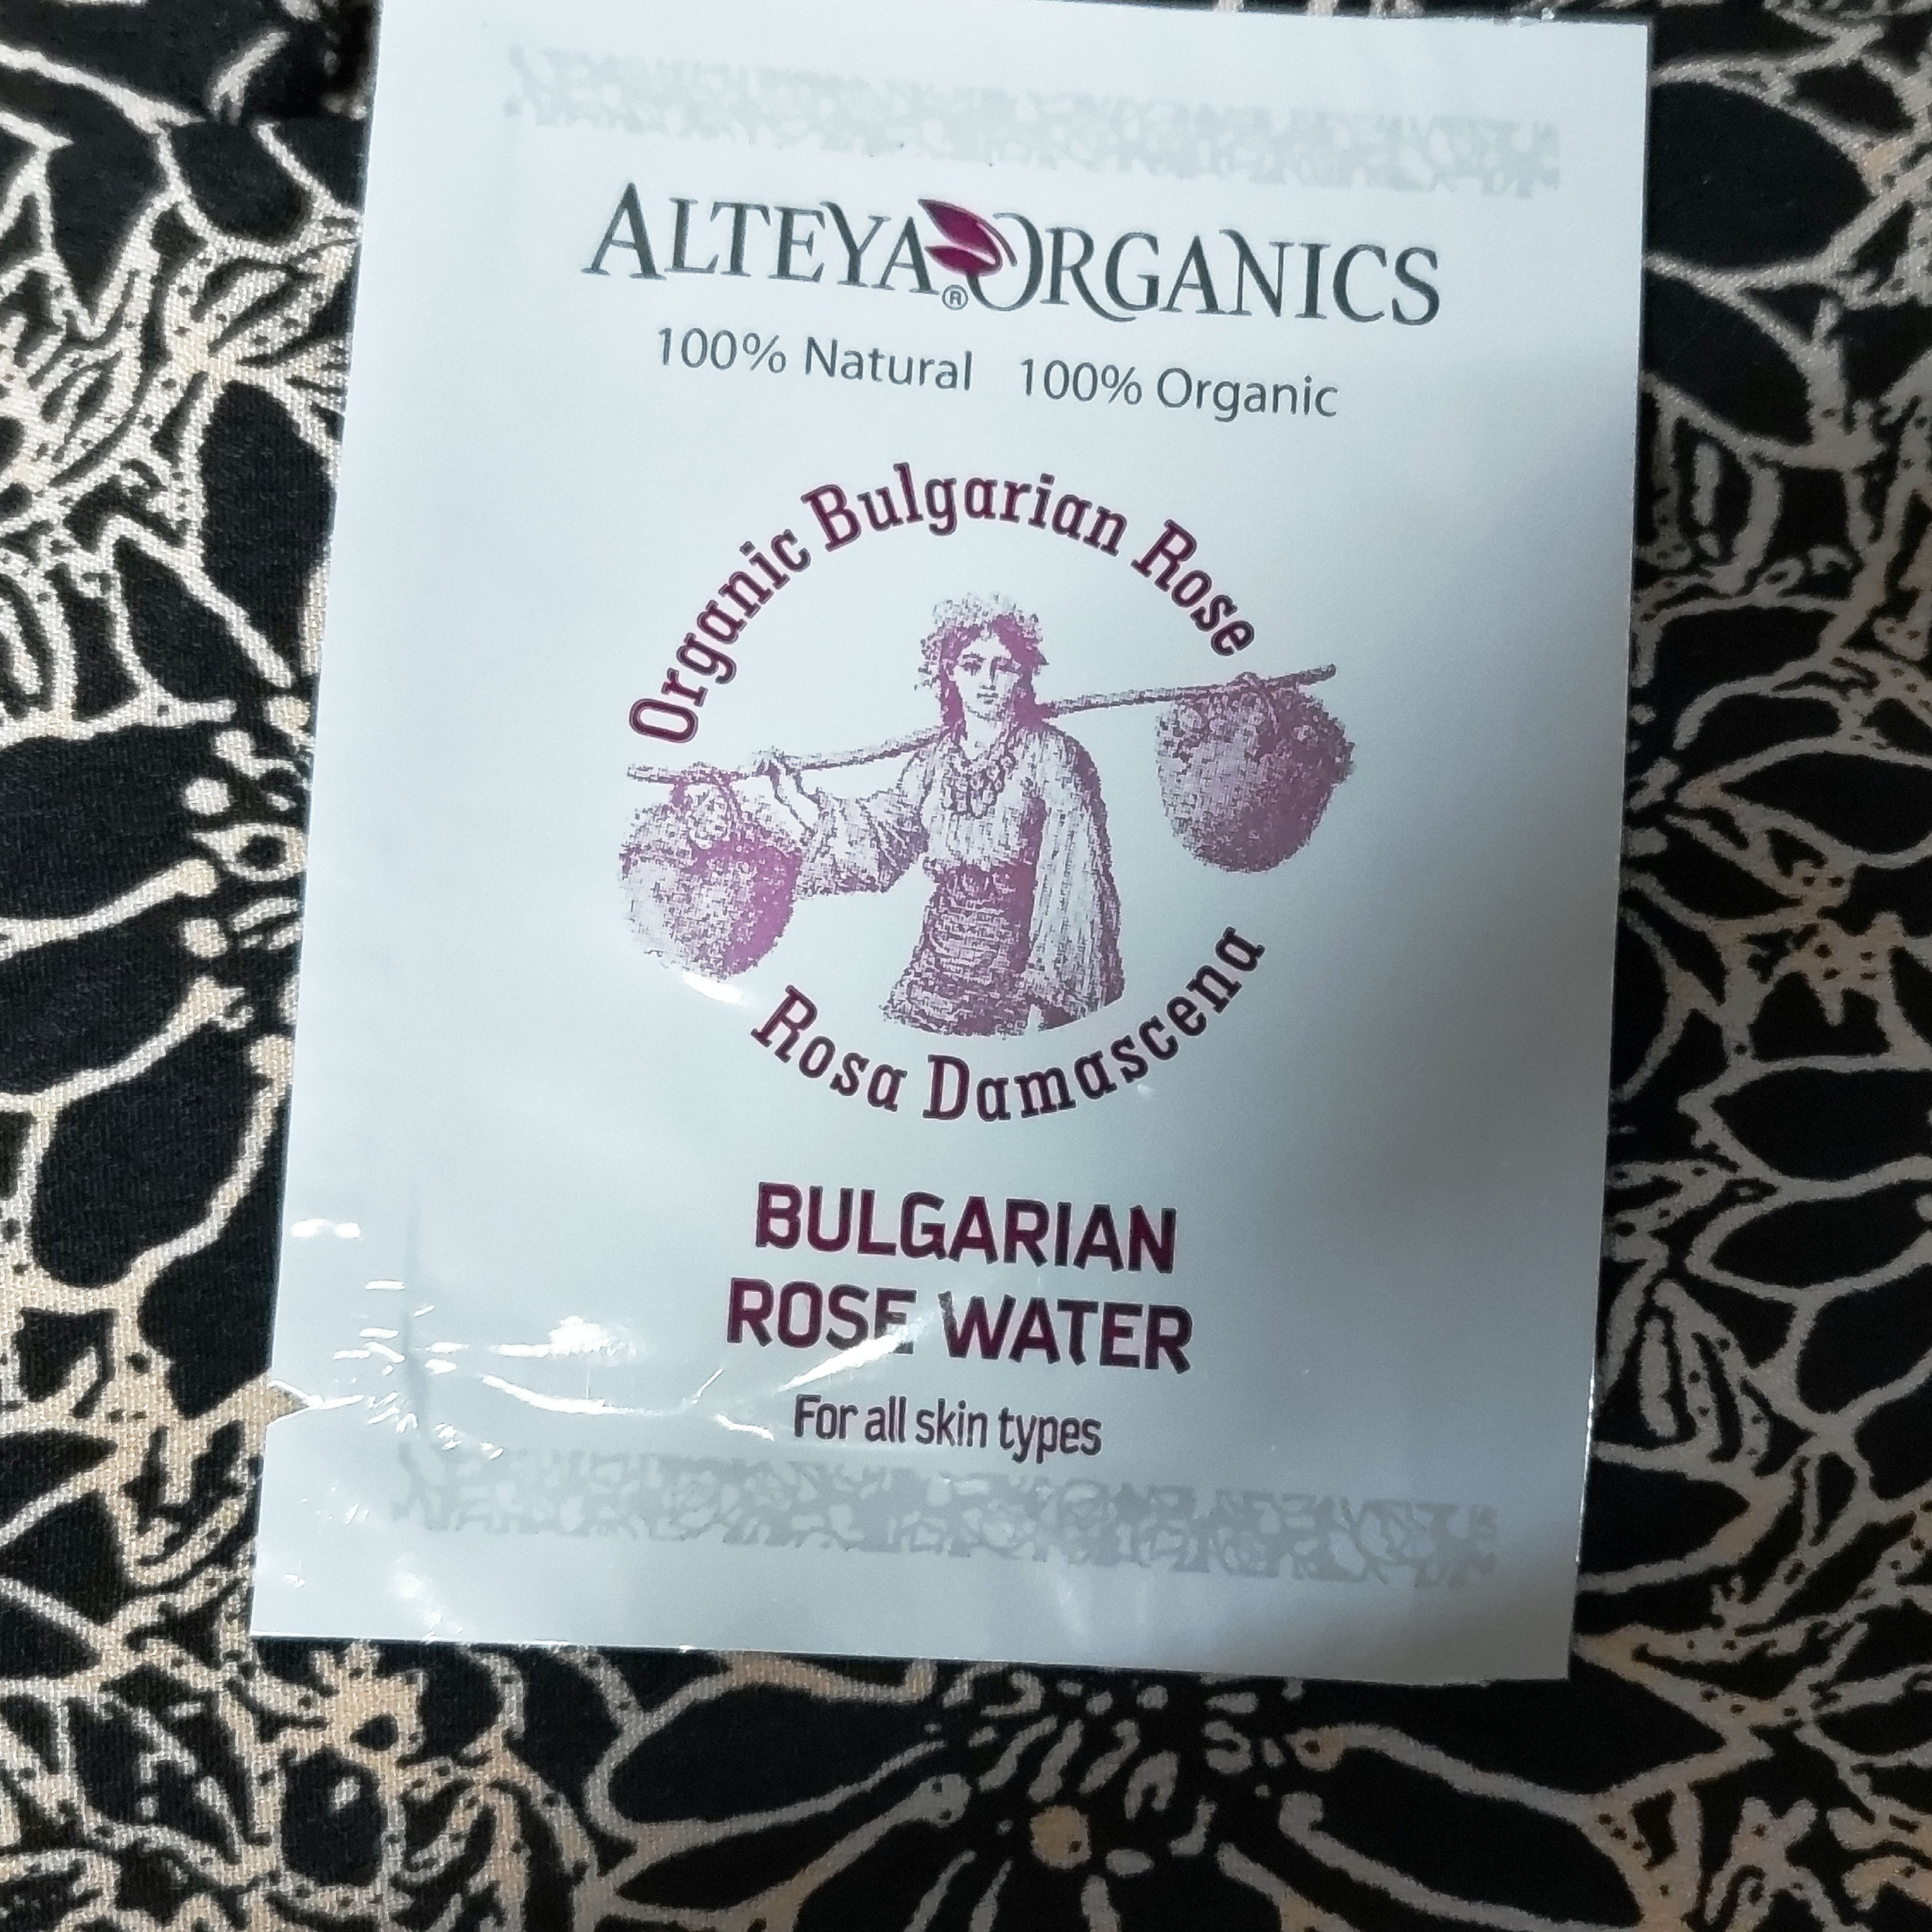 ALTEYA ORGANICS
®
100% Natural 100% Organic
Organic Bulgarian Rose
Rosa Damascena
BULGARIAN
ROSE WATER
For all skin types